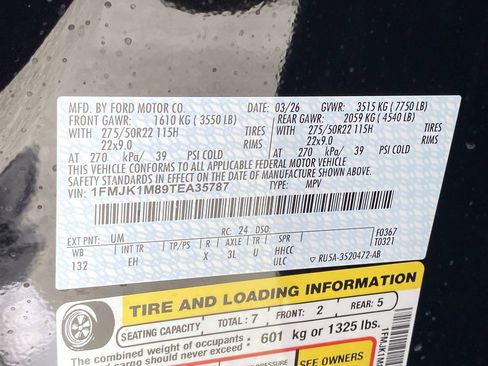 MFD. BY FORD MOTOR CO. 03/26 GVWR: 3515 KG (7750 LB)
FRONT GAWR: 1610 KG (3550 LB) REAR GAWR: 2059 KG (4540 LB)
WITH 275/50R22 115H TIRES WITH 275/50R22 115H TIRES
22x9.0 RIMS 22x9.0 RIMS
AT 270 kPa/ 39 PSI COLD AT 270 kPa/ 39 PSI COLD
THIS VEHICLE CONFORMS TO ALL APPLICABLE FEDERAL MOTOR VEHICLE
SAFETY STANDARDS IN EFFECT ON THE DATE OF MANUFACTURE SHOWN ABOVE.
VIN: 1FMJK1M89TEA35787 TYPE: MPV
F0367
T0321
EXT PNT: UM RC: 24 DSO:
WB INT TR TP/PS R AXLE TR SPR
132 EH X 3L U HHCC
ULC
RU5A-3520472-AB
TIRE AND LOADING INFORMATION
SEATING CAPACITY TOTAL: 7 FRONT: 2 REAR: 5
The combined weight of occupants
and cargo should never exceed: 601 kg or 1325 lbs.
SEE OWNERS
1FMJK1M